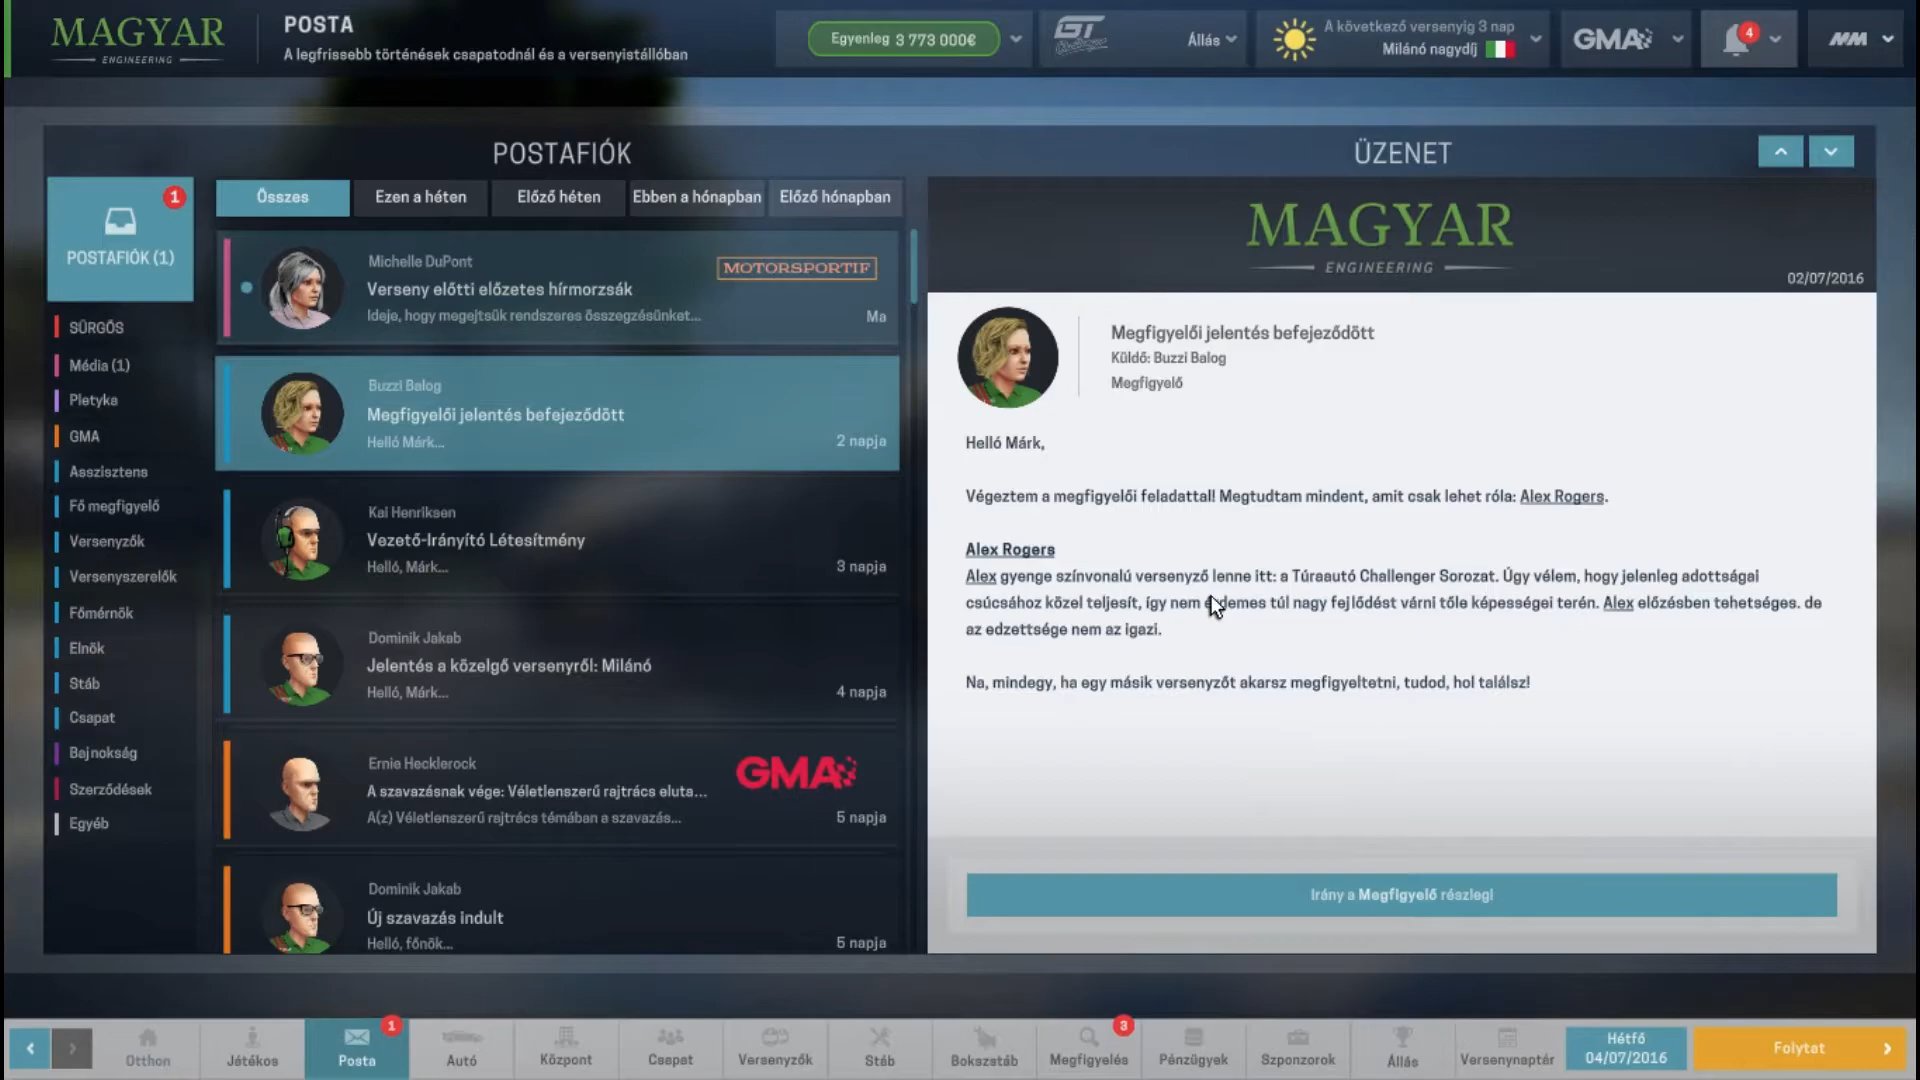 MAGYAR
ENGINEERING
POSTA
A legfrissebb történések csapatodnál és a versenyistállóban
Egyenleg 3 773 000€
GT
Állás
A következő versenyig 3 nap
Milánó nagydíj
GMA
4
MM
POSTAFIÓK
ÜZENET
1
POSTAFIÓK (1)
Összes
Ezen a héten
Előző héten
Ebben a hónapban
Előző hónapban
SÜRGŐS
Média (1)
Pletyka
GMA
Asszisztens
Fő megfigyelő
Versenyzők
Versenyszerelők
Főmérnök
Elnök
Stáb
Csapat
Bajnokság
Szerződések
Egyéb
Michelle DuPont
MOTORSPORTIF
Verseny előtti előzetes hírmorzsák
Ideje, hogy megejtsük rendszeres összegzésünket...
Ma
Buzzi Balog
Megfigyelői jelentés befejeződött
Helló Márk...
2 napja
Kai Henriksen
Vezető-Irányító Létesítmény
Helló, Márk...
3 napja
Dominik Jakab
Jelentés a közelgő versenyről: Milánó
Helló, Márk...
4 napja
Ernie Hecklerock
GMA
A szavazásnak vége: Véletlenszerű rajtrács eluta...
A(z) Véletlenszerű rajtrács témában a szavazás...
5 napja
Dominik Jakab
Új szavazás indult
Helló, főnök...
5 napja
MAGYAR
ENGINEERING
02/07/2016
Megfigyelői jelentés befejeződött
Küldő: Buzzi Balog
Megfigyelő
Helló Márk,
Végeztem a megfigyelői feladattal! Megtudtam mindent, amit csak lehet róla: Alex Rogers.
Alex Rogers
Alex gyenge színvonalú versenyző lenne itt: a Túraautó Challenger Sorozat. Úgy vélem, hogy jelenleg adottságai
csúcsához közel teljesít, így nem érdemes túl nagy fejlődést várni tőle képességei terén. Alex előzésben tehetséges. de
az edzettsége nem az igazi.
Na, mindegy, ha egy másik versenyzőt akarsz megfigyeltetni, tudod, hol találsz!
Irány a Megfigyelő részleg!
Otthon
Játékos
1
Posta
Autó
Központ
Csapat
Versenyzők
Stáb
Bokszstáb
3
Megfigyelés
Pénzügyek
Szponzorok
Állás
Versenynaptár
Hétfő
04/07/2016
Folytat